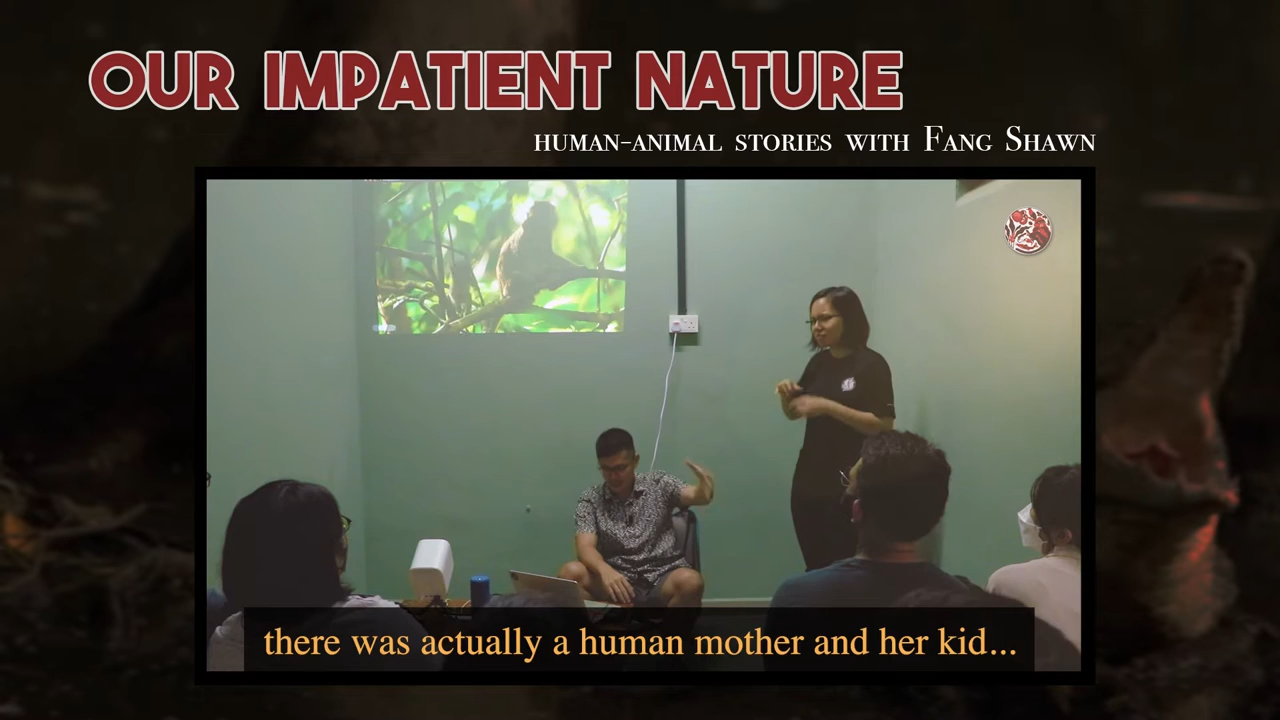 OUR IMPATIENT NATURE
HUMAN-ANIMAL STORIES WITH FANG SHAWN
there was actually a human mother and her kid...